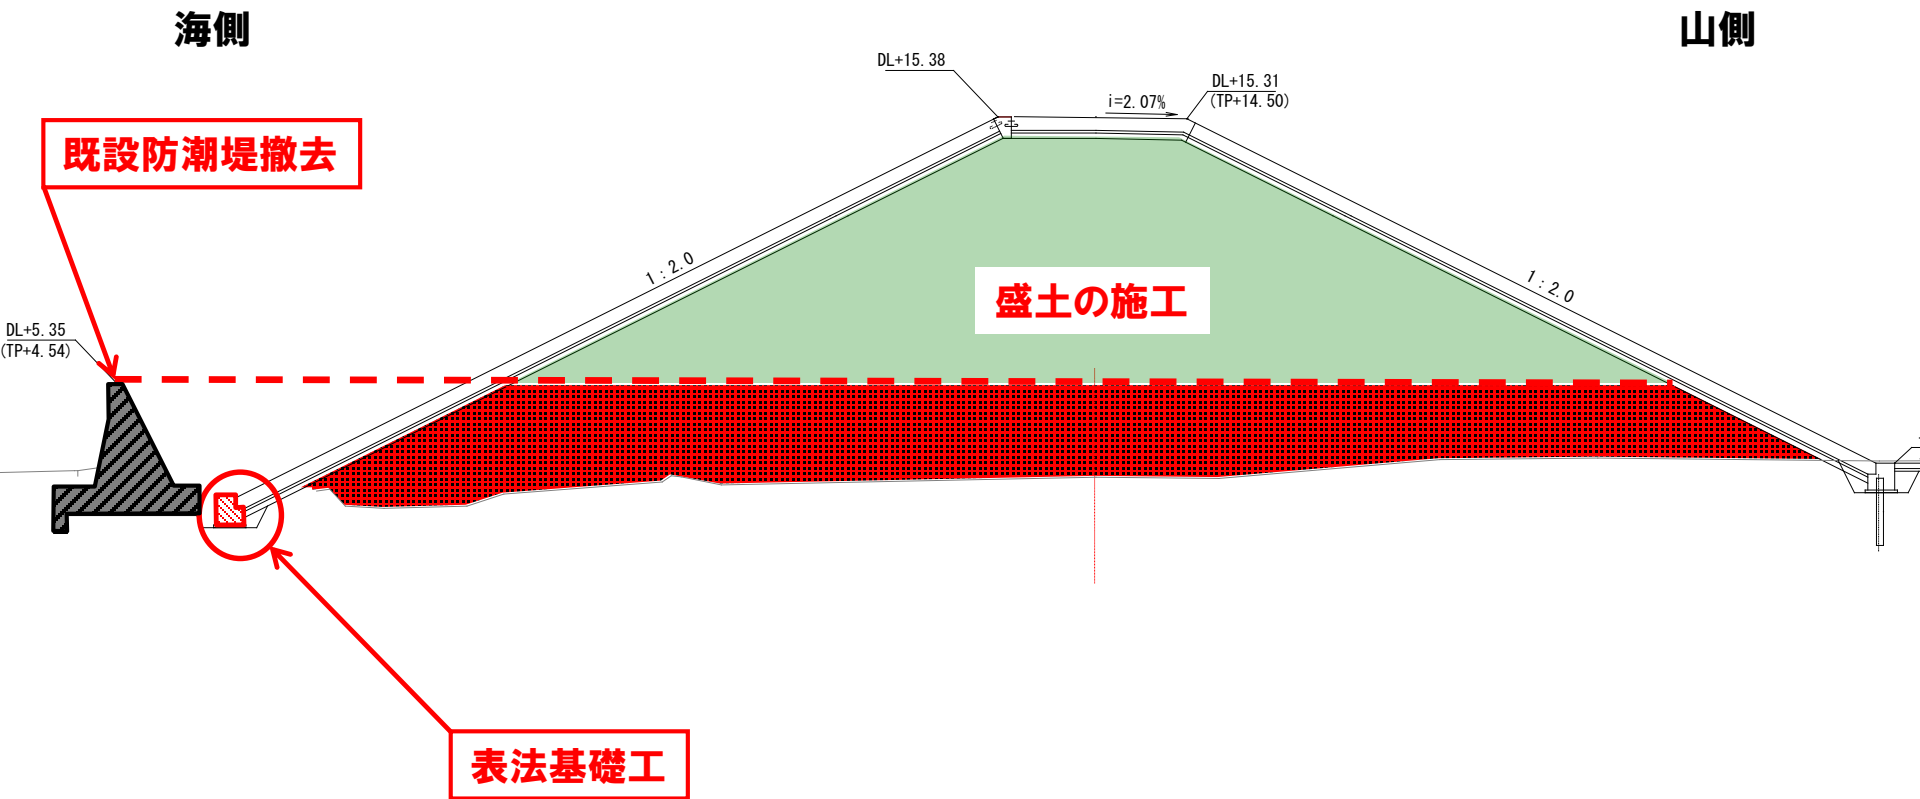 海側
山側
DL+15.38
DL+15.31
(TP+14.50)
i=2.07%
既設防潮堤撤去
1:2.0
1:2.0
盛土の施工
DL+5.35
(TP+4.54)
表法基礎工